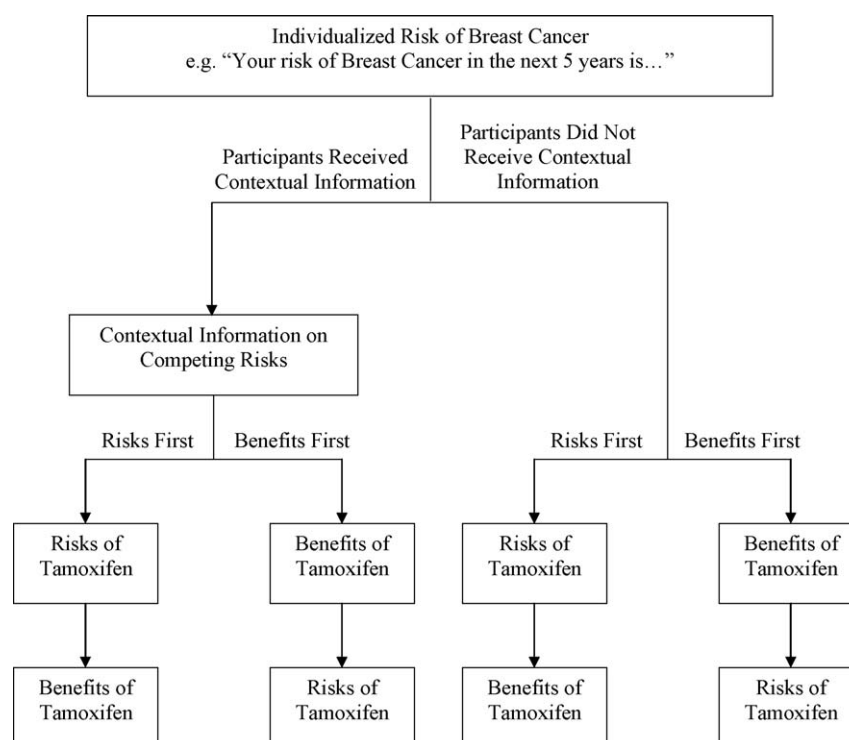 Individualized Risk of Breast Cancer
e.g. “Your risk of Breast Cancer in the next 5 years is…”
Participants Received
Contextual Information
Participants Did Not
Receive Contextual
Information
Contextual Information on
Competing Risks
Risks First
Benefits First
Risks First
Benefits First
Risks of
Tamoxifen
Benefits of
Tamoxifen
Risks of
Tamoxifen
Benefits of
Tamoxifen
Benefits of
Tamoxifen
Risks of
Tamoxifen
Benefits of
Tamoxifen
Risks of
Tamoxifen